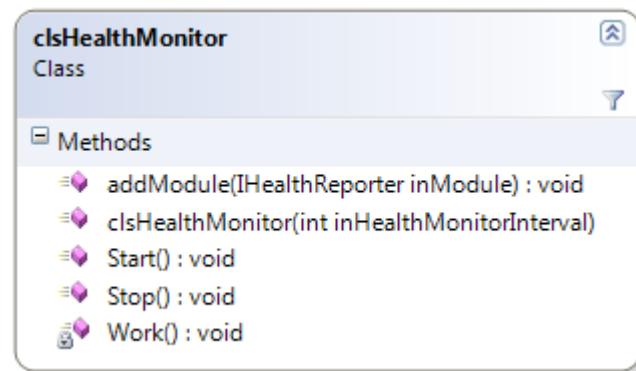 clsHealthMonitor
Class
Methods
addModule(IHealthReporter inModule) : void
clsHealthMonitor(int inHealthMonitorInterval)
Start() : void
Stop() : void
Work() : void